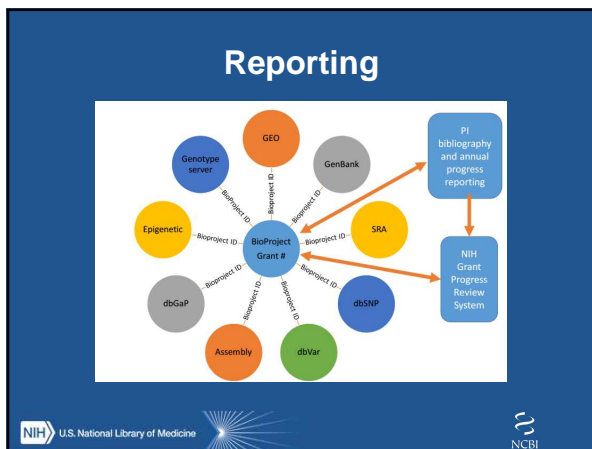 Reporting
GEO
Genotype
server
GenBank
Epigenetic
SRA
BioProject
Grant #
dbGaP
dbSNP
Assembly
dbVar
Bioproject ID
BioProject ID
Bioproject ID
Bioproject ID
Bioproject ID
Bioproject ID
Bioproject ID
Bioproject ID
Bioproject ID
PI
bibliography
and annual
progress
reporting
NIH
Grant
Progress
Review
System
NIH U.S. National Library of Medicine
NCBI